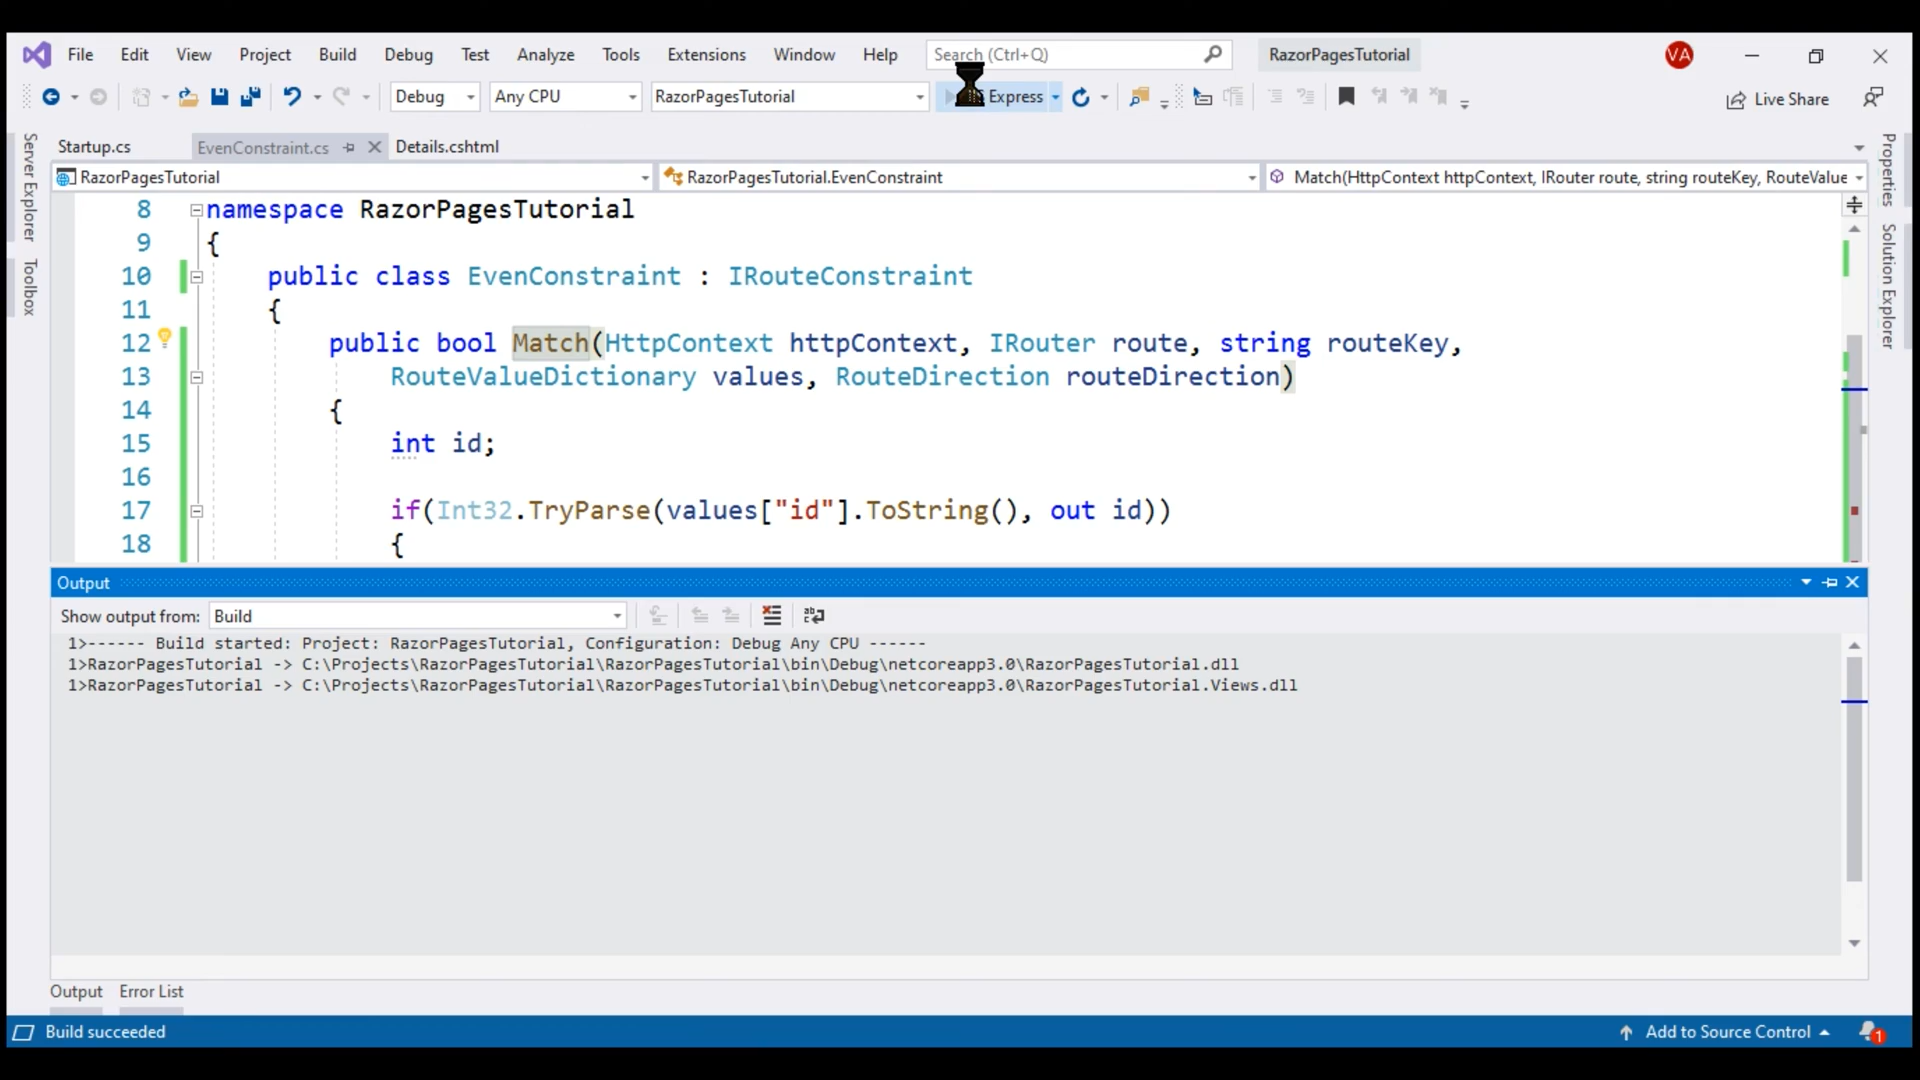 File Edit View Project Build Debug Test Analyze Tools Extensions Window Help Search (Ctrl+Q) RazorPagesTutorial VA
Debug Any CPU RazorPagesTutorial Express Live Share
Startup.cs EvenConstraint.cs Details.cshtml
RazorPagesTutorial RazorPagesTutorial.EvenConstraint Match(HttpContext httpContext, IRouter route, string routeKey, RouteValue
Server Explorer
Toolbox
Properties
Solution Explorer
8 namespace RazorPagesTutorial
9 {
10 public class EvenConstraint : IRouteConstraint
11 {
12 public bool Match(HttpContext httpContext, IRouter route, string routeKey,
13 RouteValueDictionary values, RouteDirection routeDirection)
14 {
15 int id;
16
17 if(Int32.TryParse(values["id"].ToString(), out id))
18 {
Output
Show output from: Build
1>------ Build started: Project: RazorPagesTutorial, Configuration: Debug Any CPU ------
1>RazorPagesTutorial -> C:\Projects\RazorPagesTutorial\RazorPagesTutorial\bin\Debug\netcoreapp3.0\RazorPagesTutorial.dll
1>RazorPagesTutorial -> C:\Projects\RazorPagesTutorial\RazorPagesTutorial\bin\Debug\netcoreapp3.0\RazorPagesTutorial.Views.dll
Output Error List
Build succeeded Add to Source Control 1